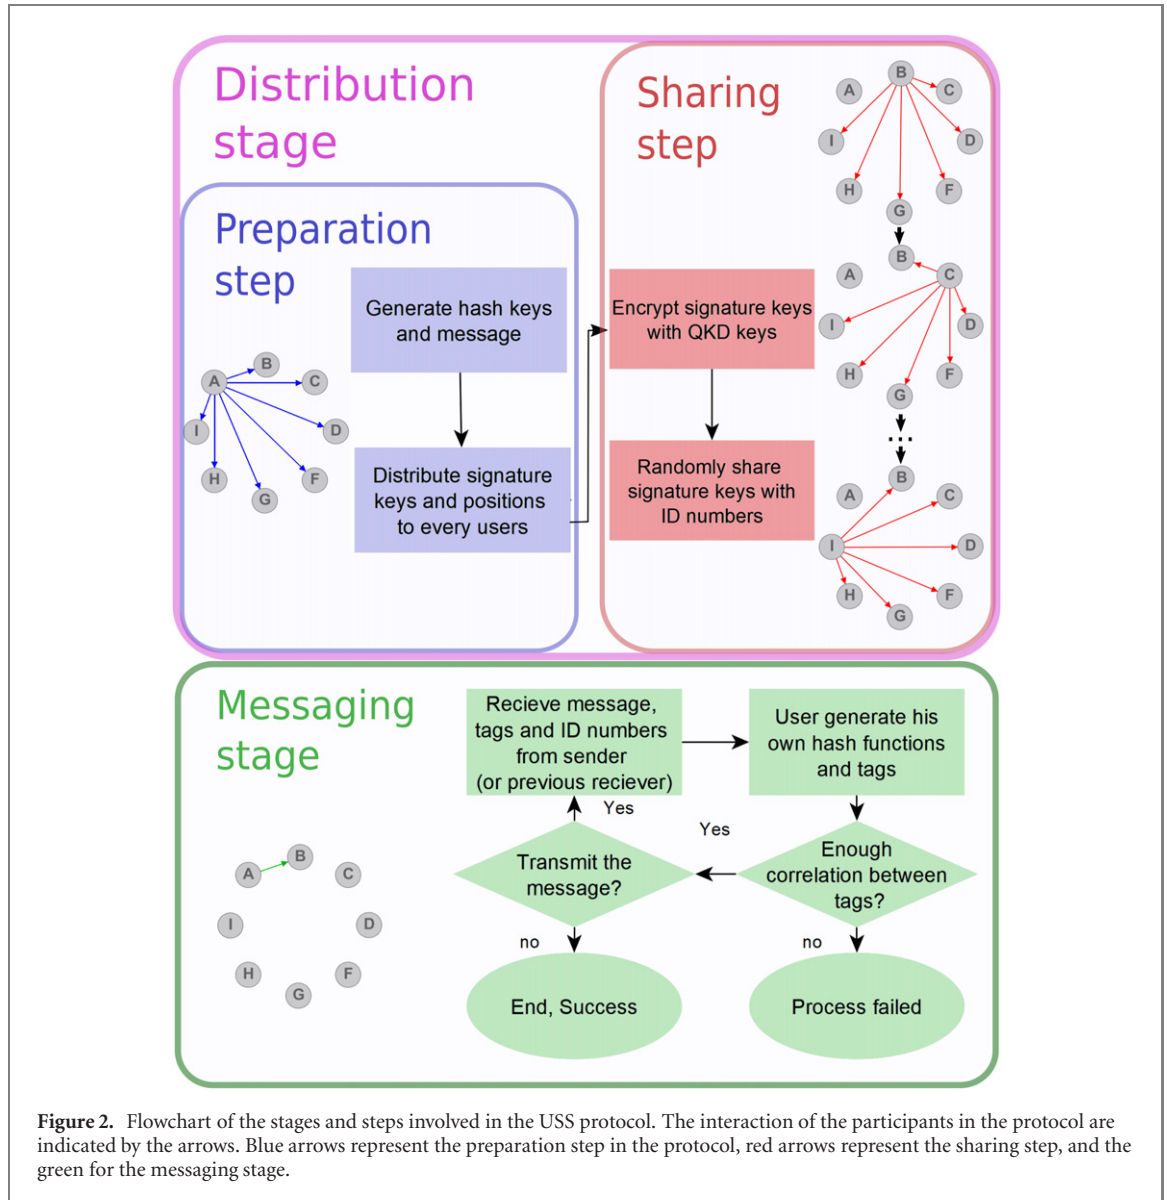 Distribution
stage
Sharing
step
Preparation
step
Generate hash keys
and message
Distribute signature
keys and positions
to every users
Encrypt signature keys
with QKD keys
Randomly share
signature keys with
ID numbers
A
B
C
D
F
G
H
I
B
A
C
I
D
H
F
G
B
A
C
I
D
H
F
G
...
B
A
C
I
D
H
F
G
Messaging
stage
Recieve message,
tags and ID numbers
from sender
(or previous reciever)
User generate his
own hash functions
and tags
Yes
Yes
Transmit the
message?
Enough
correlation between
tags?
no
no
End, Success
Process failed
A
B
C
I
D
H
F
G
Figure 2. Flowchart of the stages and steps involved in the USS protocol. The interaction of the participants in the protocol are
indicated by the arrows. Blue arrows represent the preparation step in the protocol, red arrows represent the sharing step, and the
green for the messaging stage.